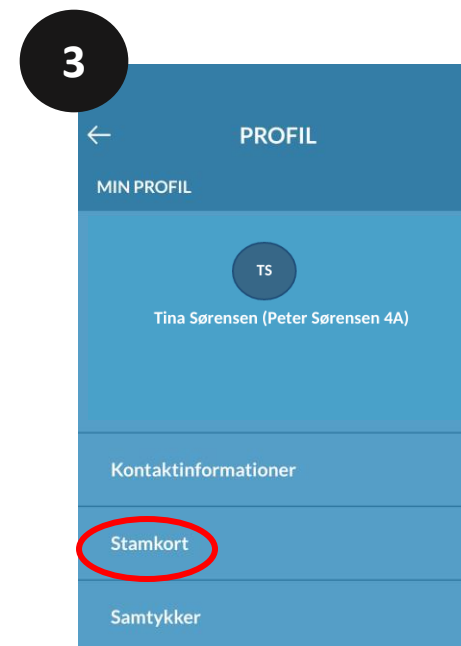 3
PROFIL
MIN PROFIL
TS
Tina Sørensen (Peter Sørensen 4A)
Kontaktinformationer
Stamkort
Samtykker